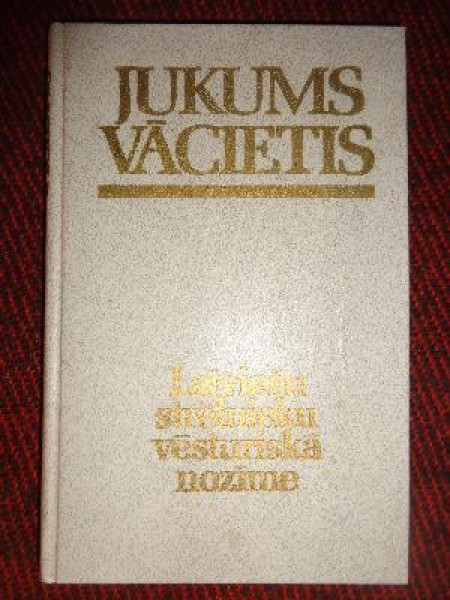 JUKUMS
VĀCIETIS
Latviešu
strēlnieku
vēsturiskā
nozīme